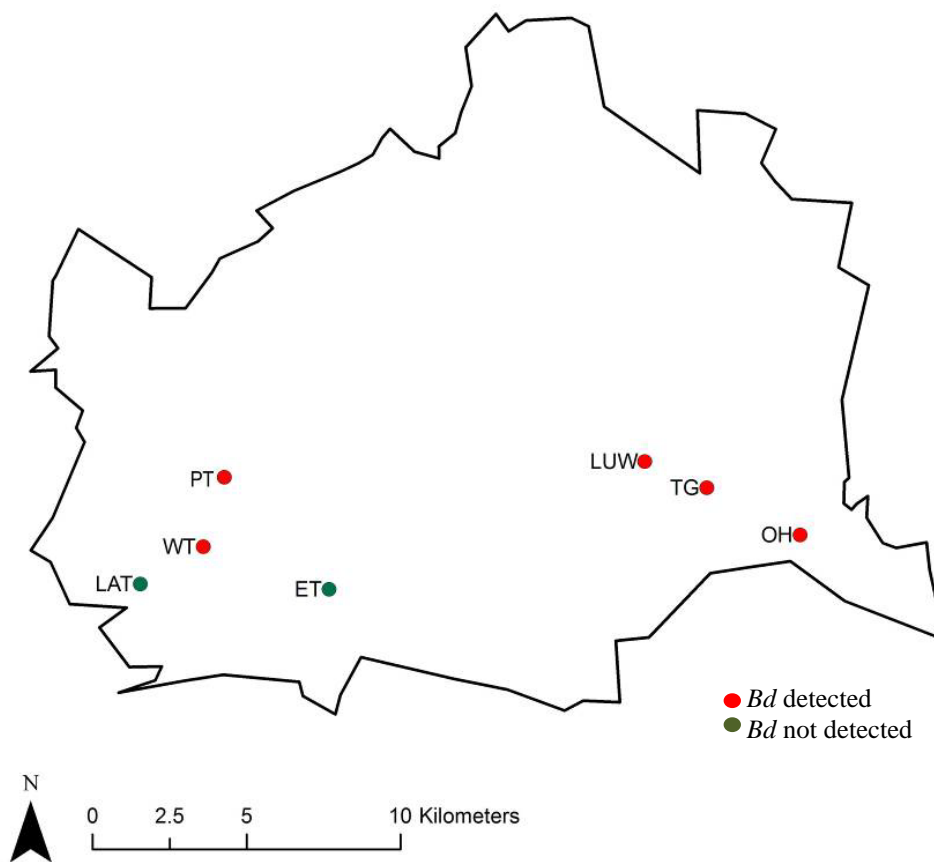 LUW
PT
TG
OH
WT
LAT
ET
Bd detected
Bd not detected
N
0 2.5 5 10 Kilometers